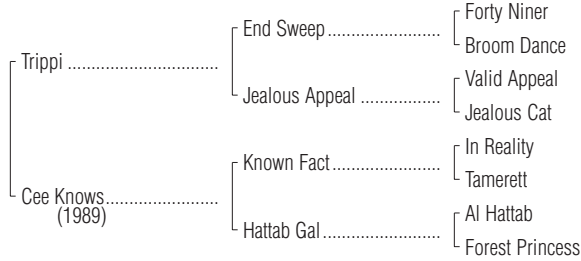 Forty Niner
End Sweep ......................
Broom Dance
Trippi ..............................
Valid Appeal
Jealous Appeal ................
Jealous Cat
In Reality
Known Fact .....................
Tamerett
Cee Knows .......................
(1989)
Al Hattab
Hattab Gal .......................
Forest Princess